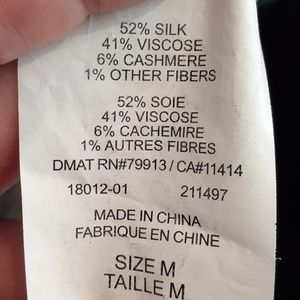 52% SILK
41% VISCOSE
6% CASHMERE
1% OTHER FIBERS
52% SOIE
41% VISCOSE
6% CACHEMIRE
1% AUTRES FIBRES
DMAT RN#79913 / CA#11414
18012-01 211497
MADE IN CHINA
FABRIQUE EN CHINE
SIZE M
TAILLE M